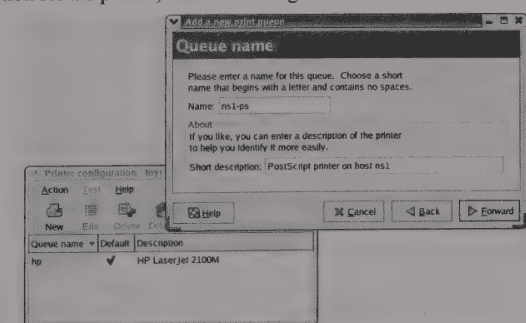 Add a new print queue
Queue name
Please enter a name for this queue. Choose a short
name that begins with a letter and contains no spaces.
Name: ns1-ps
About
If you like, you can enter a description of the printer
to help you identify it more easily.
Short description: PostScript printer on host ns1
Help
Cancel
Back
Forward
Printer configuration
Action Test Help
New Edit Delete
Queue name Default Description
hp HP LaserJet 2100M